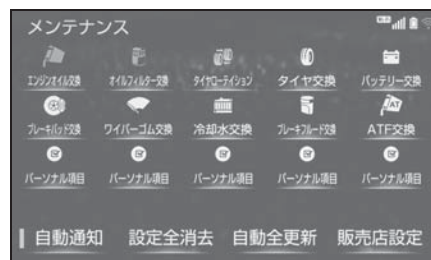 メンテナンス
エンジンオイル交換 オイルフィルター交換 タイヤローテイション タイヤ交換 バッテリー交換
ブレーキパッド交換 ワイパーゴム交換 冷却水交換 ブレーキフルード交換 ATF交換
パーソナル項目 パーソナル項目 パーソナル項目 パーソナル項目 パーソナル項目
自動通知 設定全消去 自動全更新 販売店設定